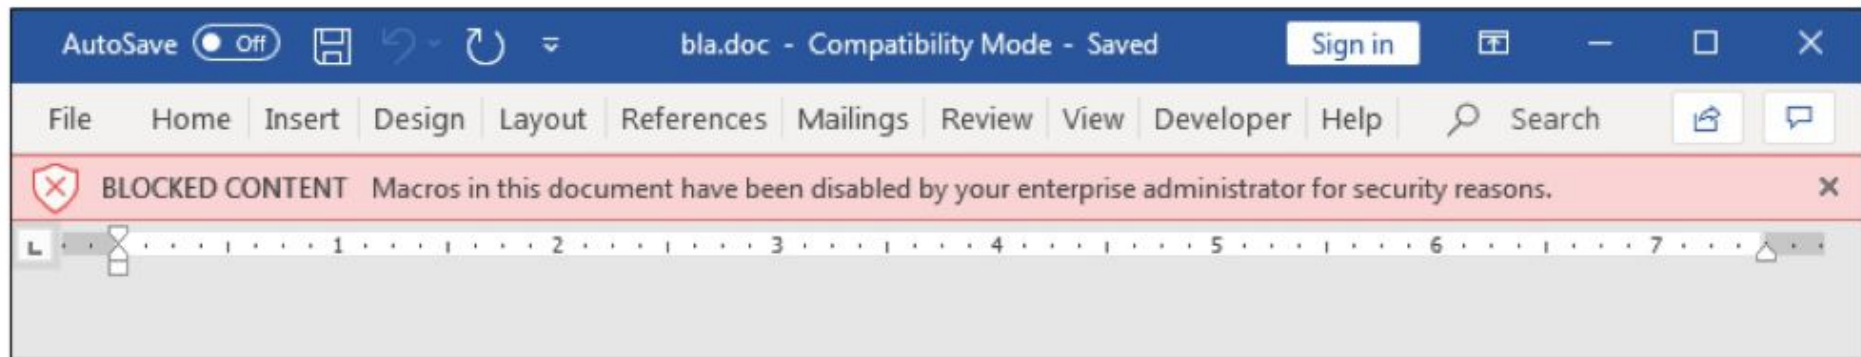 AutoSave Off bla.doc - Compatibility Mode - Saved Sign in
File Home Insert Design Layout References Mailings Review View Developer Help Search
BLOCKED CONTENT Macros in this document have been disabled by your enterprise administrator for security reasons.
L 1 2 3 4 5 6 7